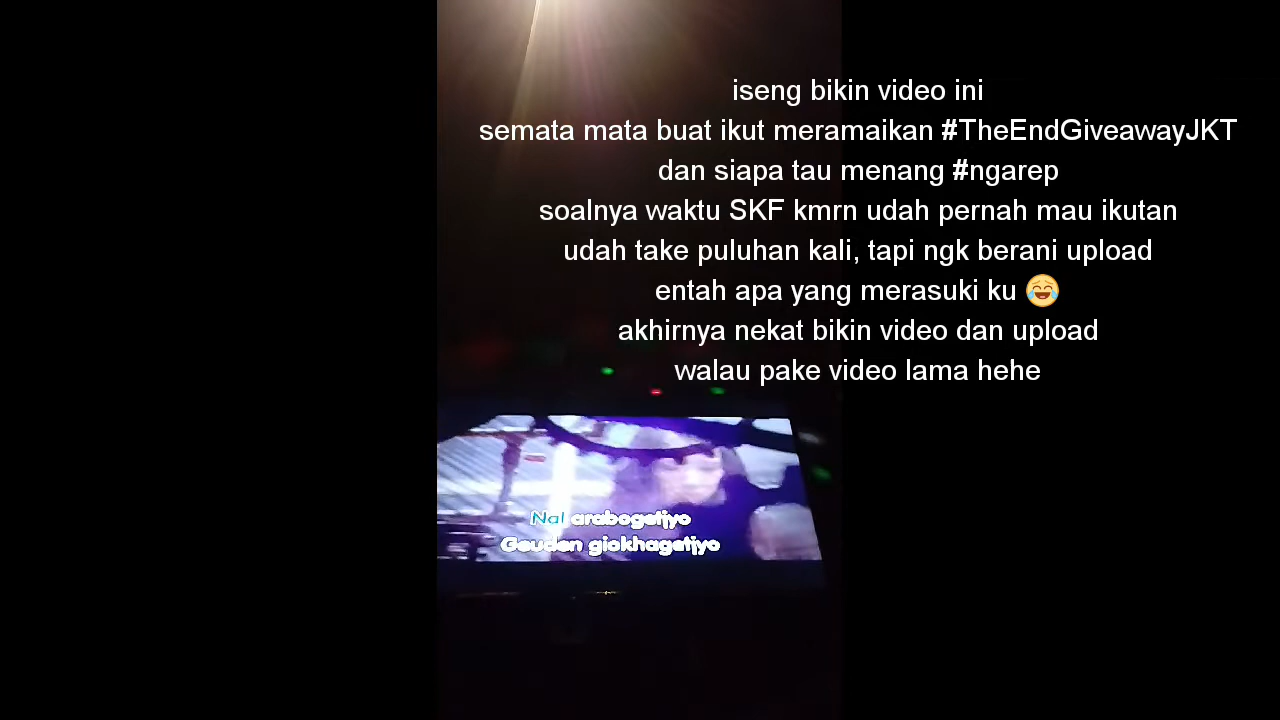 iseng bikin video ini
semata mata buat ikut meramaikan #TheEndGiveawayJKT
dan siapa tau menang #ngarep
soalnya waktu SKF kmrn udah pernah mau ikutan
udah take puluhan kali, tapi ngk berani upload
entah apa yang merasuki ku 😂
akhirnya nekat bikin video dan upload
walau pake video lama hehe
Nal arabogetjyo
Geuden giokhagetjyo